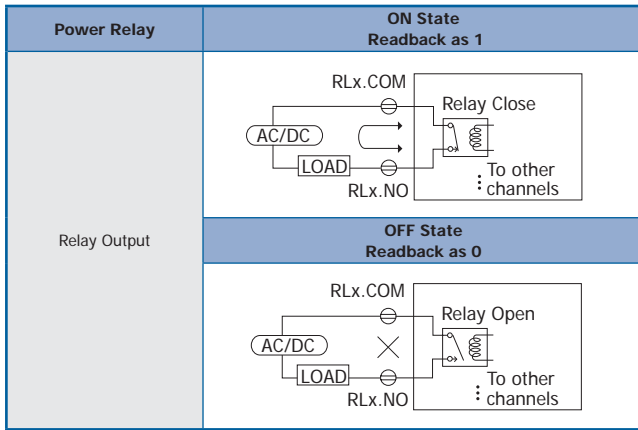 Power Relay
ON State
Readback as 1
Relay Output
RLx.COM
Relay Close
AC/DC
LOAD
RLx.NO
To other
channels
OFF State
Readback as 0
RLx.COM
Relay Open
AC/DC
LOAD
RLx.NO
To other
channels